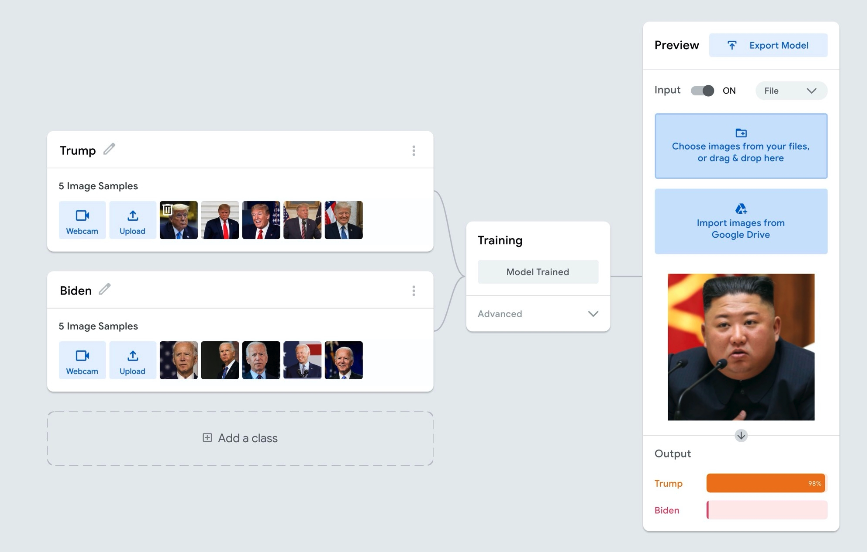 Preview
Export Model
Input
ON
File
Choose images from your files,
or drag & drop here
Import images from
Google Drive
Trump
5 Image Samples
Webcam
Upload
Biden
5 Image Samples
Webcam
Upload
Add a class
Training
Model Trained
Advanced
Output
Trump
98%
Biden